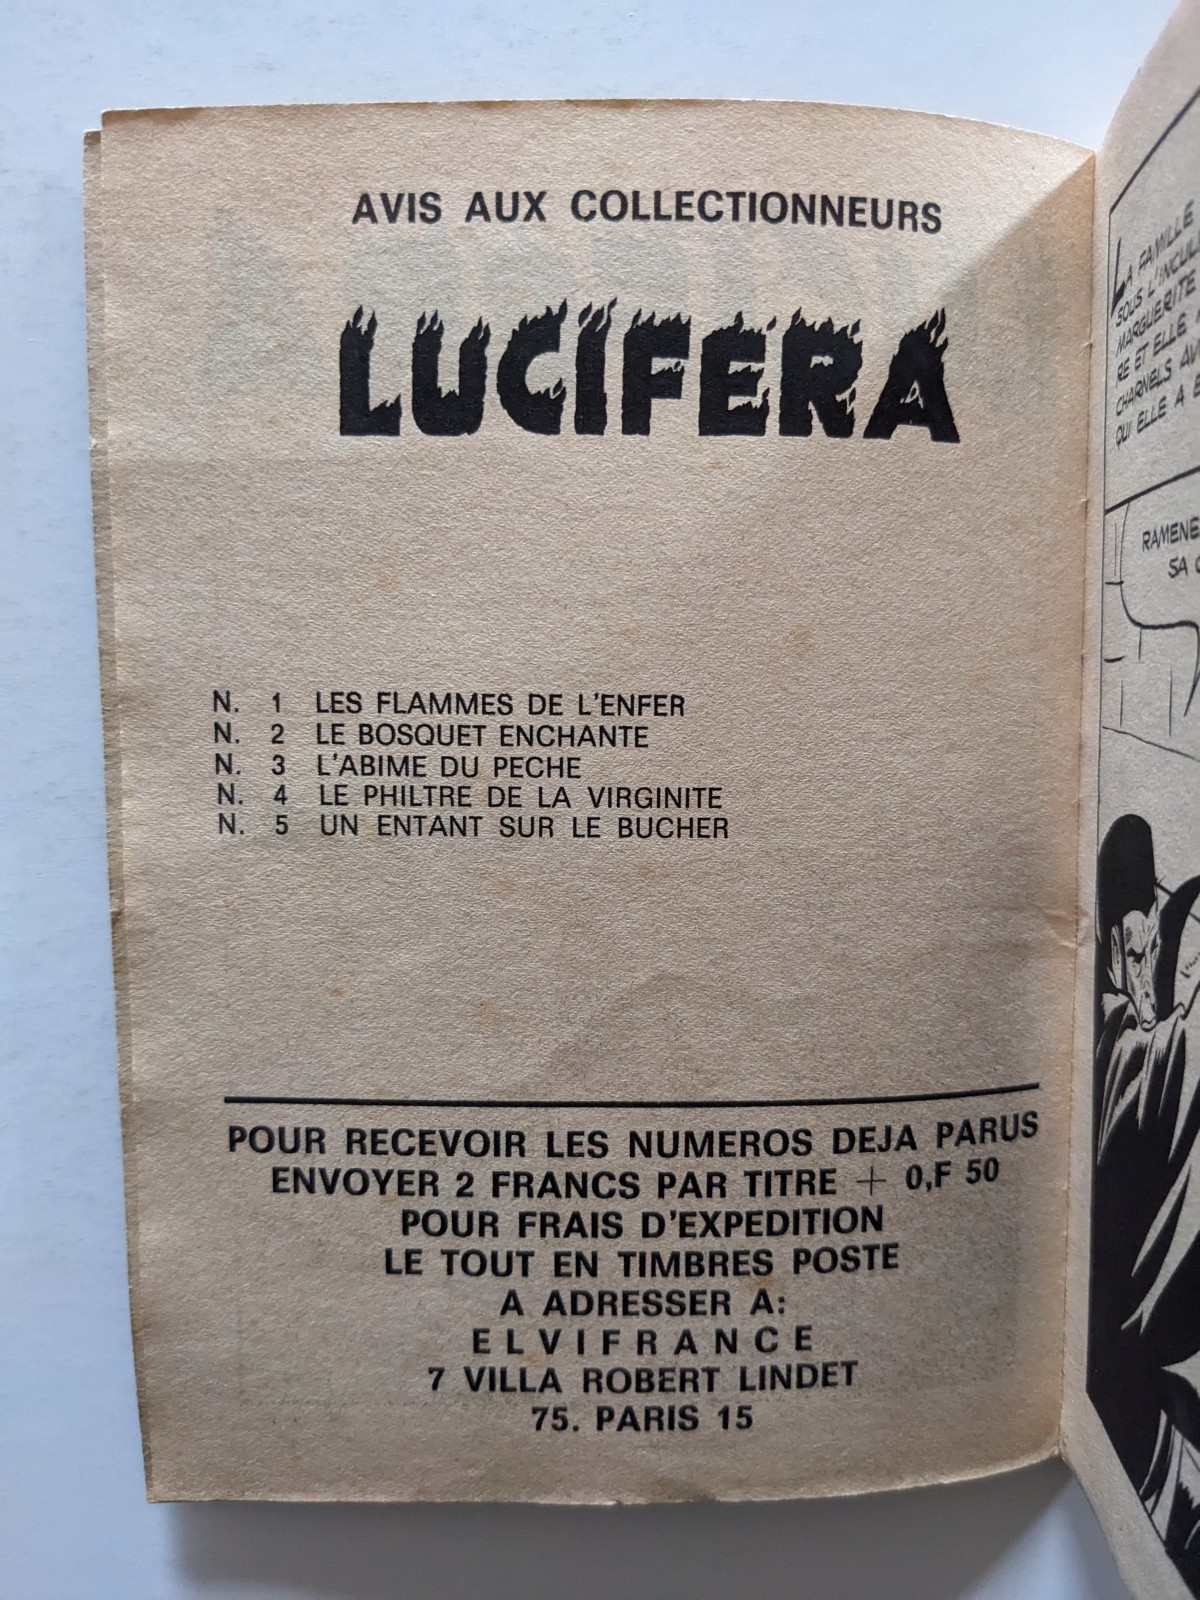 AVIS AUX COLLECTIONNEURS
LUCIFERA
N. 1 LES FLAMMES DE L'ENFER
N. 2 LE BOSQUET ENCHANTE
N. 3 L'ABIME DU PECHE
N. 4 LE PHILTRE DE LA VIRGINITE
N. 5 UN ENTANT SUR LE BUCHER
POUR RECEVOIR LES NUMEROS DEJA PARUS
ENVOYER 2 FRANCS PAR TITRE + 0,F 50
POUR FRAIS D'EXPEDITION
LE TOUT EN TIMBRES POSTE
A ADRESSER A:
ELVIFRANCE
7 VILLA ROBERT LINDET
75. PARIS 15
LA FAMILLE
SOUS L'INCUL
MARGUERITE
RE ET ELLE
CHARNELS AV
QUI ELLE A
RAMENE
SA